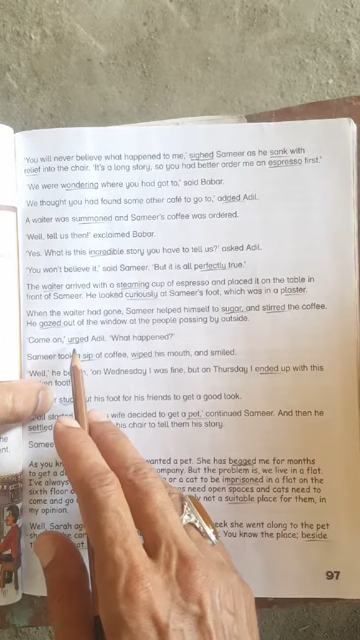 'You will never believe what happened to me,' sighed Sameer as he sank with
relief into the chair. 'It's a long story, so you had better order me an espresso first.'
'We were wondering where you had got to,' said Babar.
We thought you had found some other café to go to,' added Adil.
A waiter was summoned and Sameer's coffee was ordered.
'Well, tell us then!' exclaimed Babar.
'Yes. What is this incredible story you have to tell us?' asked Adil.
'You won't believe it,' said Sameer. 'But it is all perfectly true.'
The waiter arrived with a steaming cup of espresso and placed it on the table in
front of Sameer. He looked curiously at Sameer's foot, which was in a plaster.
When the waiter had gone, Sameer helped himself to sugar, and stirred the coffee.
He gazed out of the window at the people passing by outside.
'Come on,' urged Adil. 'What happened?'
Sameer took sip of coffee, wiped his mouth, and smiled.
'Well,' he 'on Wednesday I was fine, but on Thursday I ended up with this
foot
stuck out his foot for his friends to get a good look.
wife decided to get a pet,' continued Sameer. And then he
settled his chair to tell them his story.
Sameer
As you wanted a pet. She has begged me for months
to get a company. But the problem is, we live in a flat.
I've always or a cat to be imprisoned in a flat on the
sixth floor need open spaces and cats need to
come and go not a suitable place for them, in
my opinion.
Well, Sarah week she went along to the pet
You know the place; beside
97